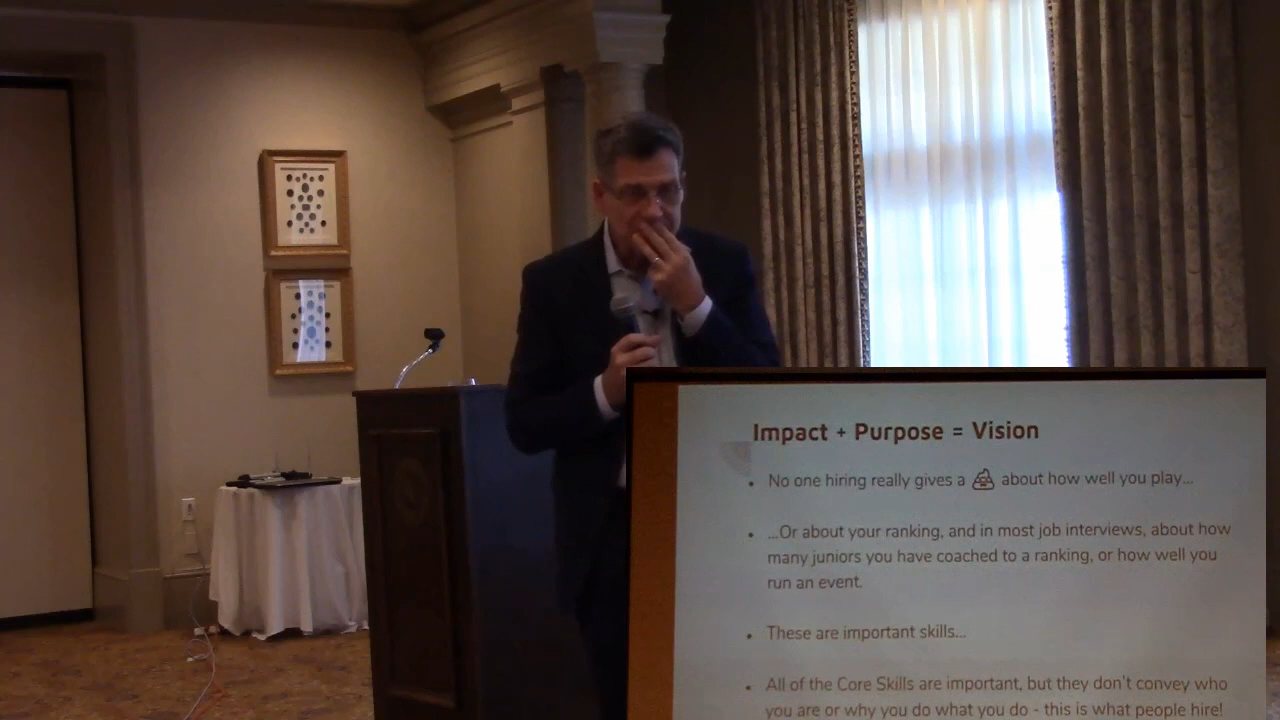 Impact + Purpose = Vision
• No one hiring really gives a 💩 about how well you play...
• ...Or about your ranking, and in most job interviews, about how
many juniors you have coached to a ranking, or how well you
run an event.
• These are important skills...
• All of the Core Skills are important, but they don't convey who
you are or why you do what you do - this is what people hire!